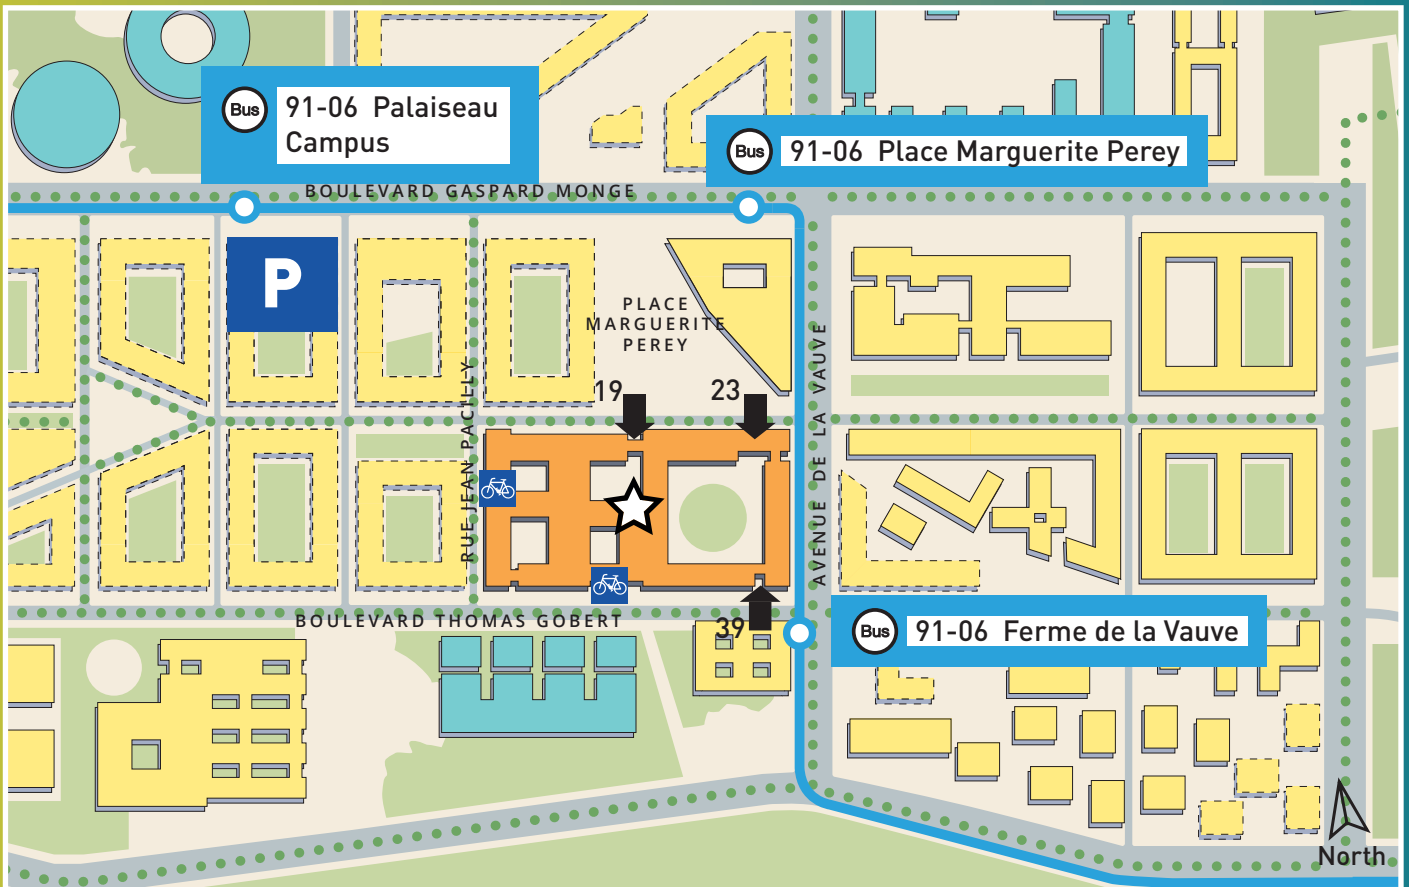 Bus 91-06 Palaiseau
Campus
Bus 91-06 Place Marguerite Perey
BOULEVARD GASPARD MONGE
P
PLACE
MARGUERITE
PEREY
19
23
RUE JEAN PACILLY
AVENUE DE LA VAUVE
39
BOULEVARD THOMAS GOBERT
Bus 91-06 Ferme de la Vauve
North